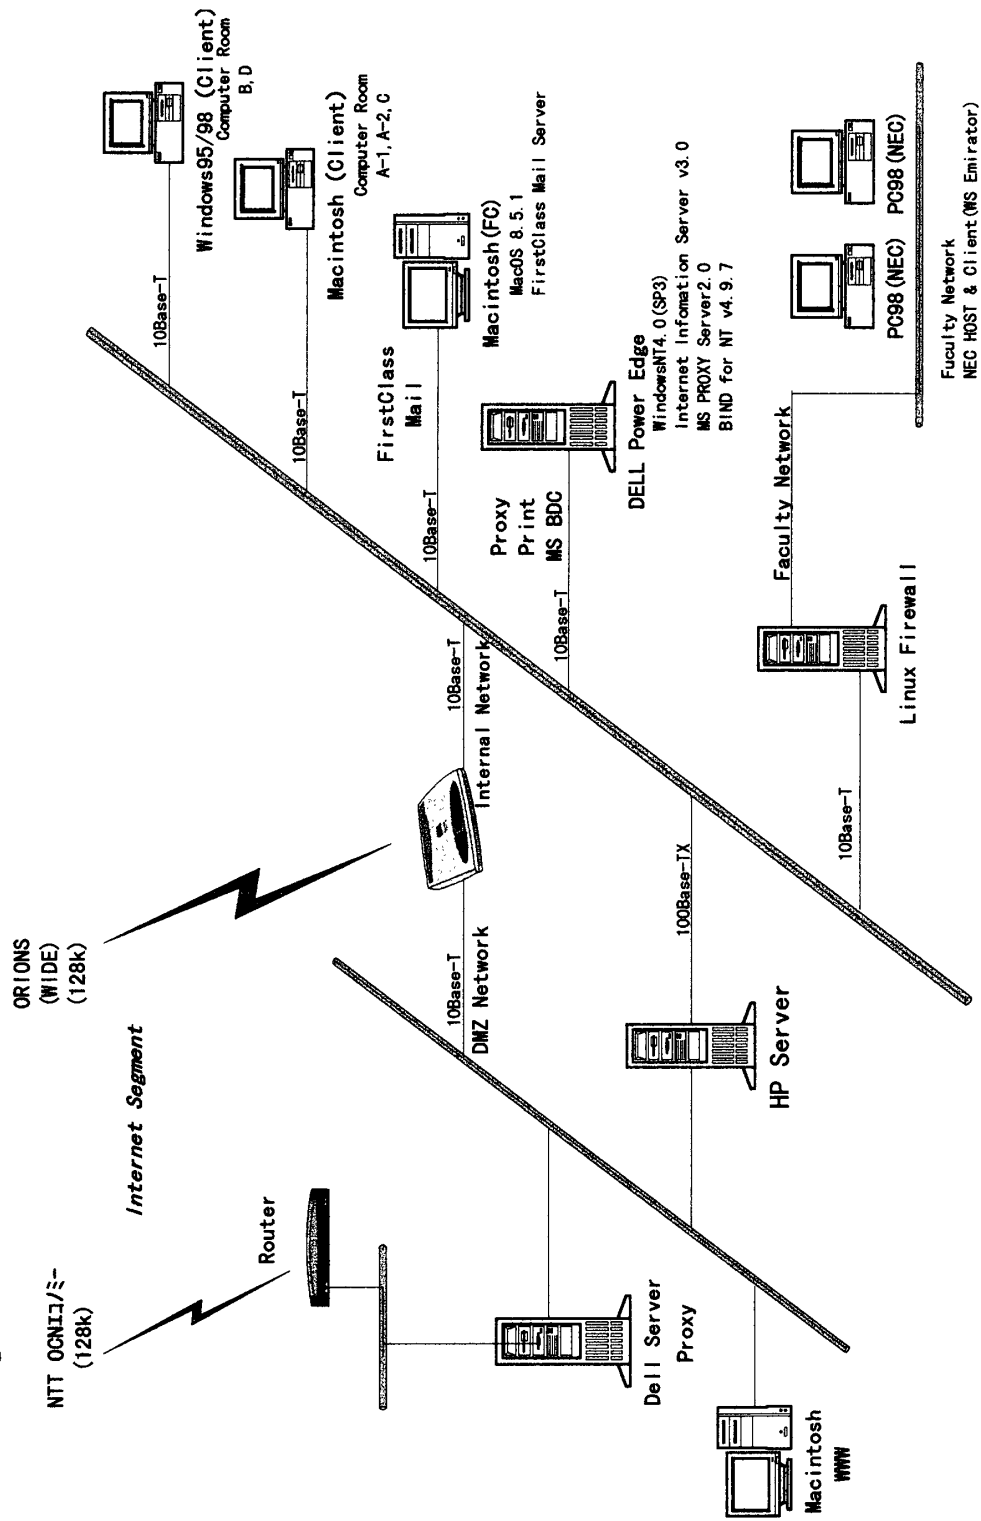 NTT OCNエコノミー
(128k)
ORIONS
(WIDE)
(128k)
Internet Segment
Router
Dell Server
Proxy
Macintosh
WWW
10Base-T
DMZ Network
HP Server
100Base-TX
10Base-T
Internal Network
10Base-T
Linux Firewall
Faculty Network
10Base-T
Proxy
Print
MS BDC
DELL Power Edge
WindowsNT4.0(SP3)
Internet Infomation Server v3.0
MS PROXY Server2.0
BIND for NT v4.9.7
10Base-T
FirstClass
Mail
Macintosh(FC)
MacOS 8.5.1
FirstClass Mail Server
10Base-T
Macintosh (Client)
Computer Room
A-1,A-2,C
10Base-T
Windows95/98 (Client)
Computer Room
B,D
PC98(NEC)
PC98(NEC)
Fuculty Network
NEC HOST & Client(WS Emirator)